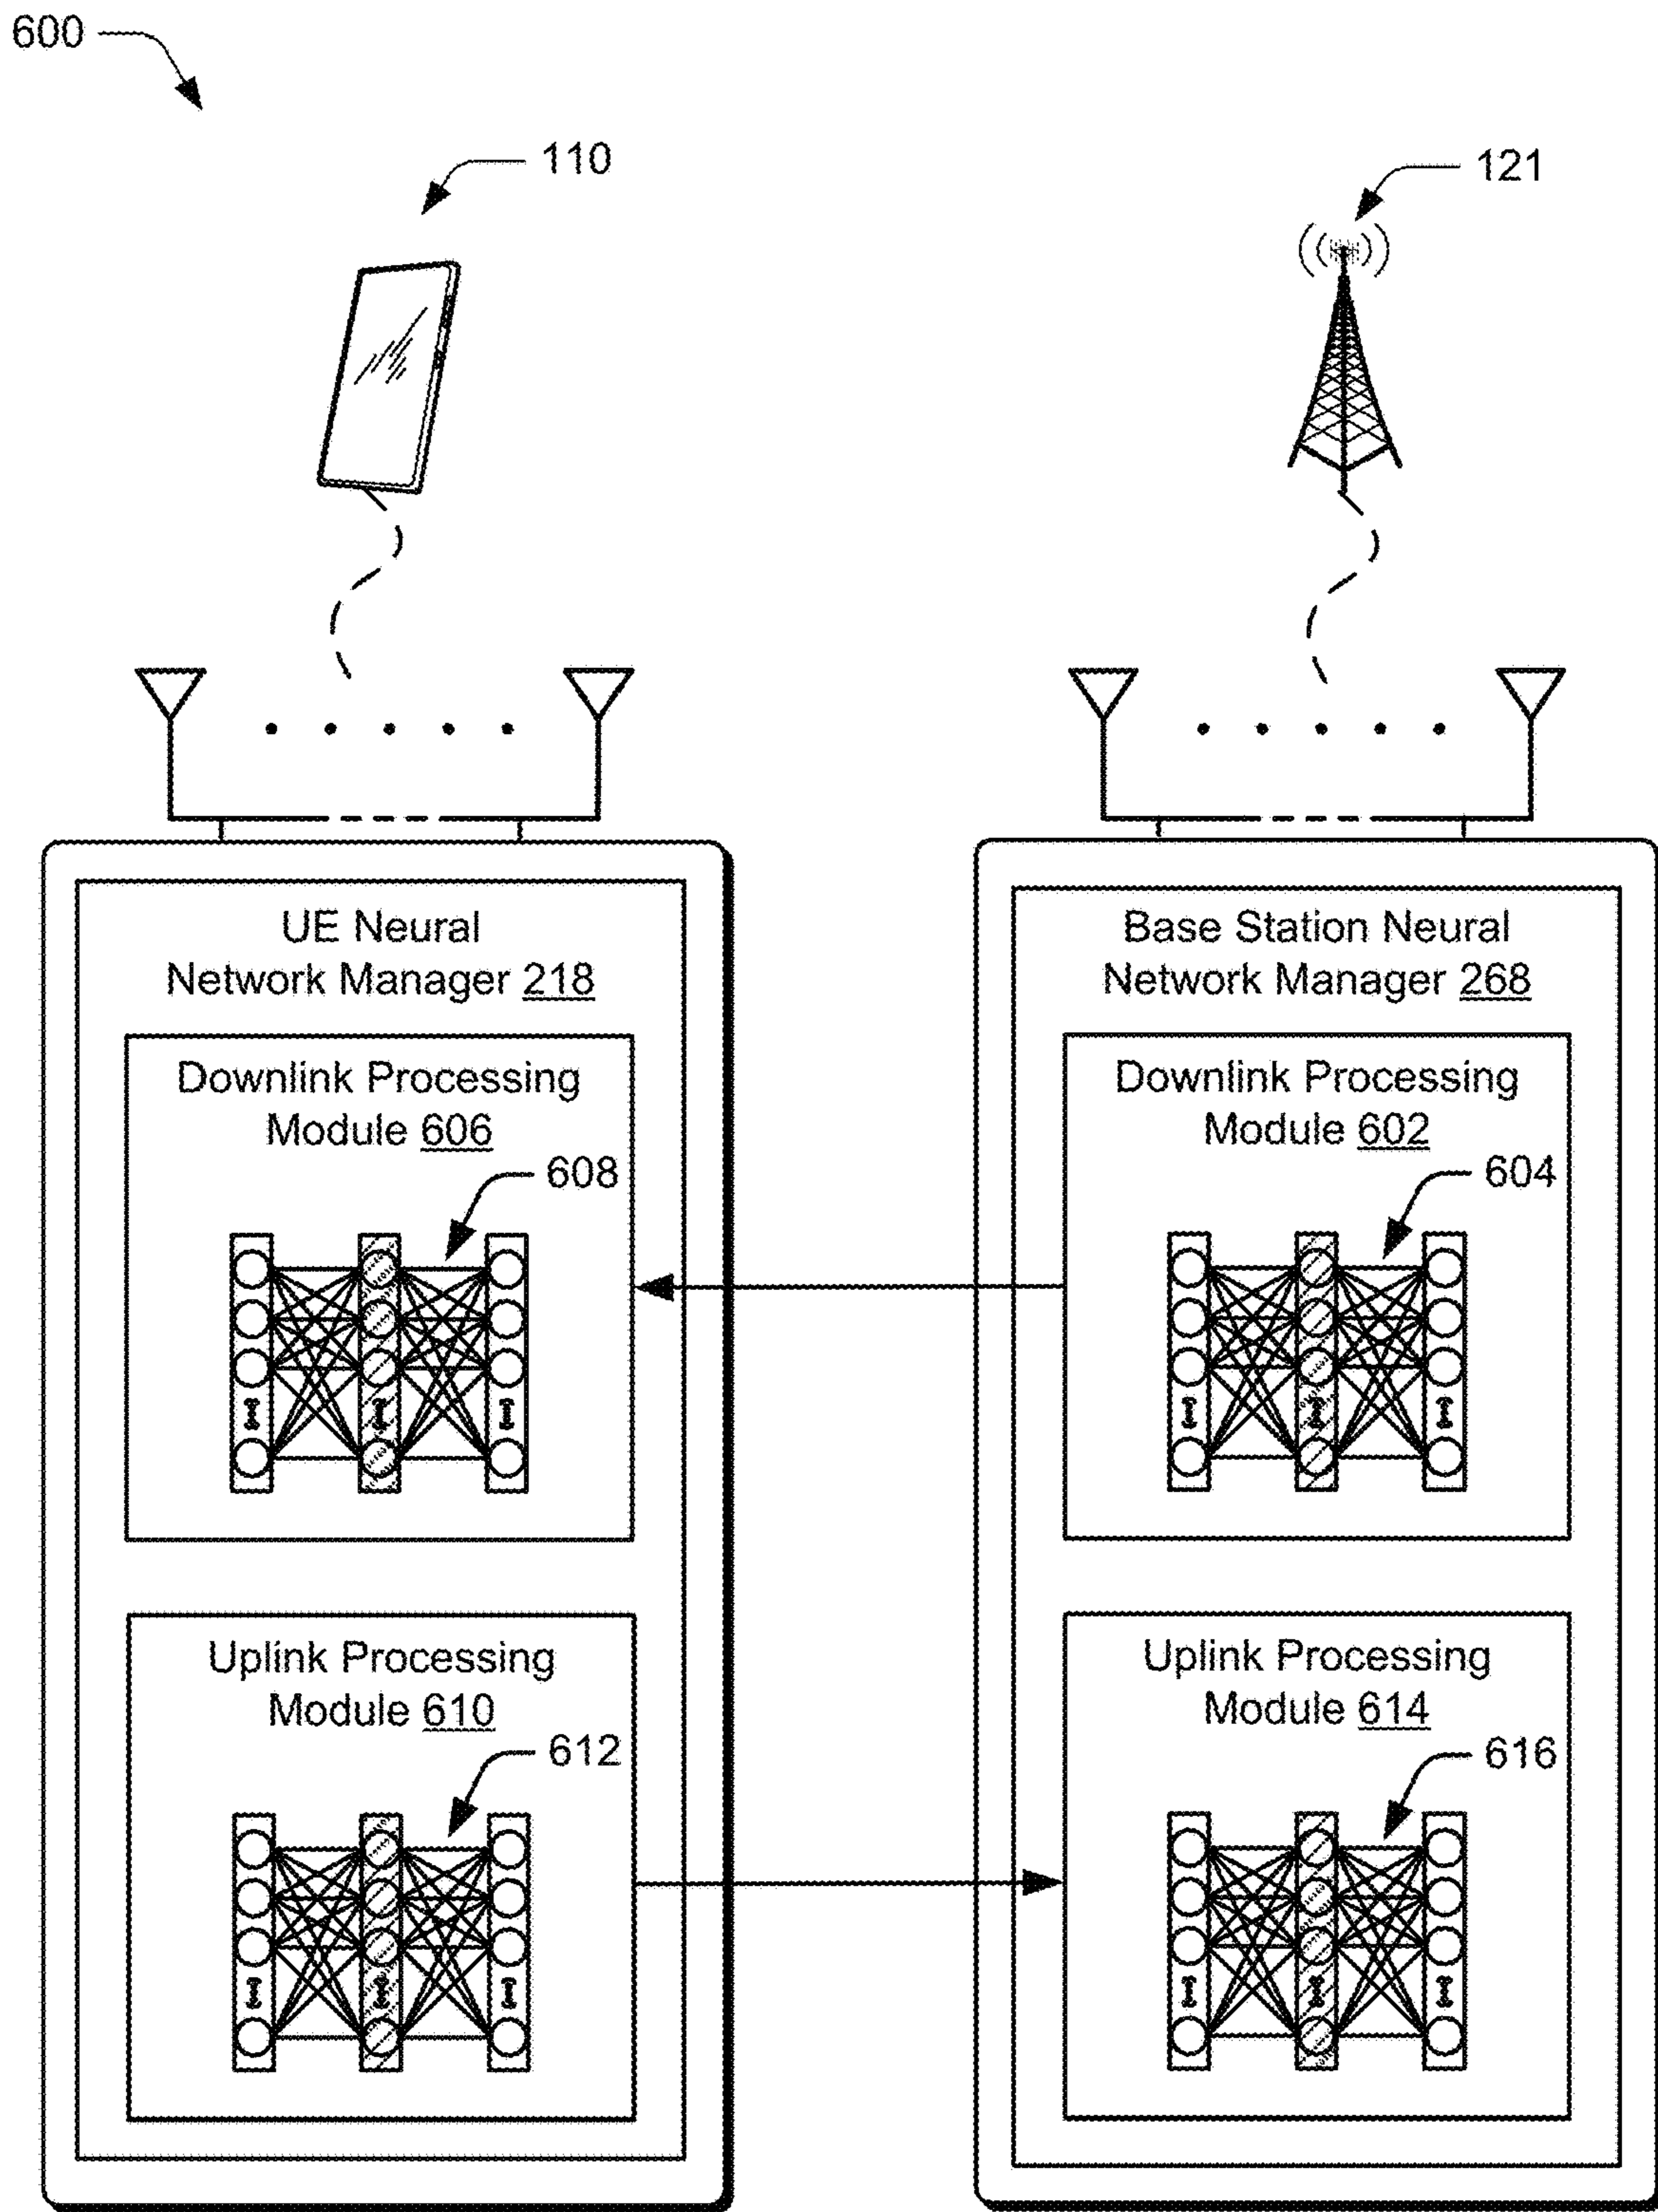 600
110
121
UE Neural
Network Manager 218
Base Station Neural
Network Manager 268
Downlink Processing
Module 606
608
Downlink Processing
Module 602
604
Uplink Processing
Module 610
612
Uplink Processing
Module 614
616